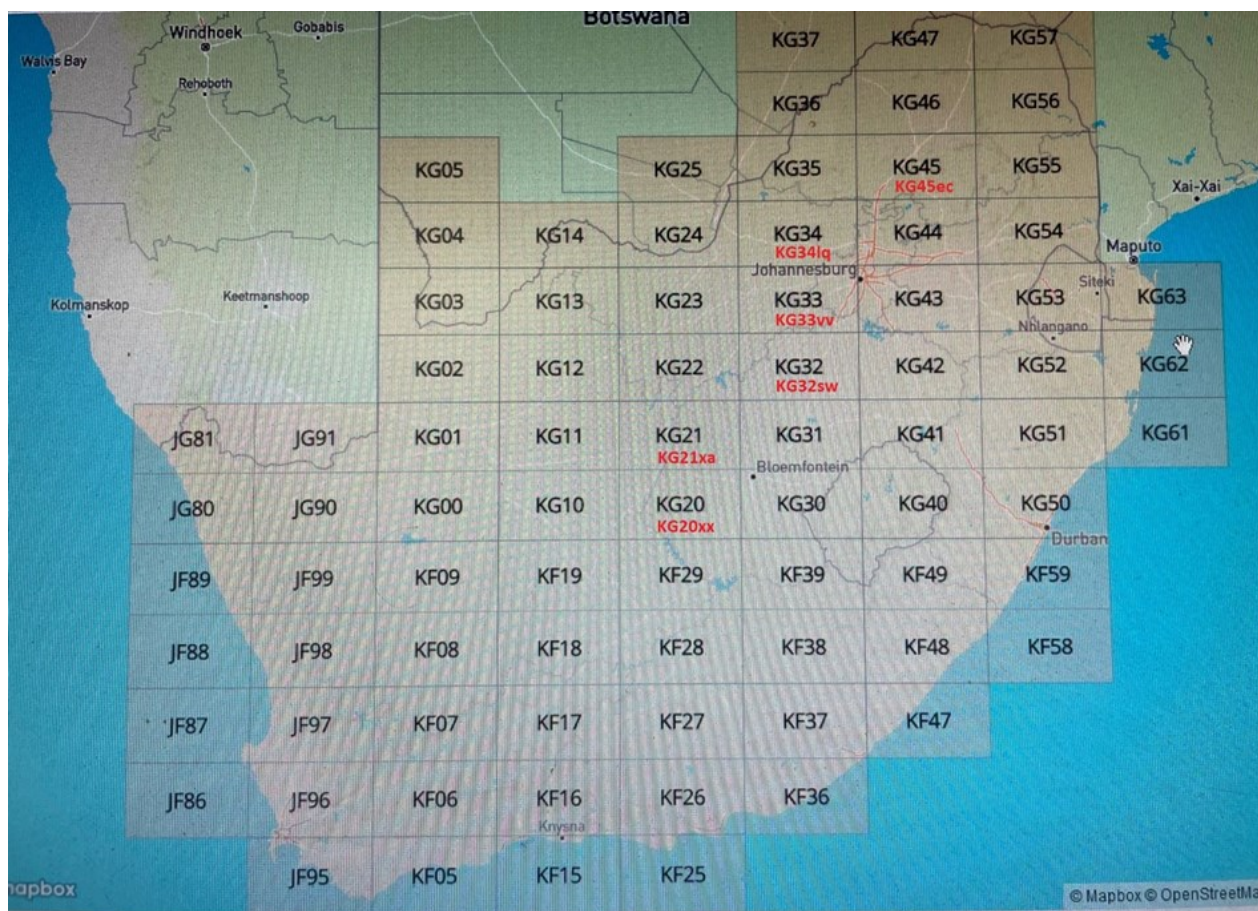 Botswana
Windhoek
Gobabis
KG37 KG47 KG57
Walvis Bay
Rehoboth
KG36 KG46 KG56
KG05 KG25 KG35 KG45 KG55
KG45ec
Xai-Xai
KG04 KG14 KG24 KG34 KG44 KG54
KG34lq
Maputo
Johannesburg
Siteki
Kolmanskop
Keetmanshoop
KG03 KG13 KG23 KG33 KG43 KG53 KG63
KG33vv
Nhlangano
KG02 KG12 KG22 KG32 KG42 KG52 KG62
KG32sw
JG81 JG91 KG01 KG11 KG21 KG31 KG41 KG51 KG61
KG21xa
Bloemfontein
JG80 JG90 KG00 KG10 KG20 KG30 KG40 KG50
KG20xx
Durban
JF89 JF99 KF09 KF19 KF29 KF39 KF49 KF59
JF88 JF98 KF08 KF18 KF28 KF38 KF48 KF58
JF87 JF97 KF07 KF17 KF27 KF37 KF47
JF86 JF96 KF06 KF16 KF26 KF36
Knysna
JF95 KF05 KF15 KF25
mapbox
© Mapbox © OpenStreetMa